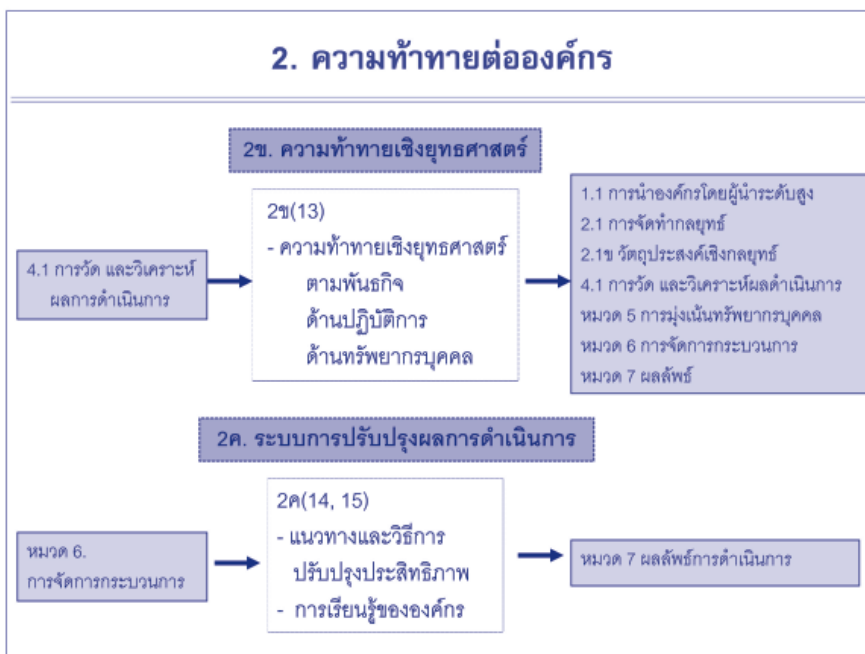 2. ความท้าทายต่อองค์กร
2ข. ความท้าทายเชิงยุทธศาสตร์
4.1 การวัด และวิเคราะห์
ผลการดำเนินการ
2ข(13)
- ความท้าทายเชิงยุทธศาสตร์
ตามพันธกิจ
ด้านปฏิบัติการ
ด้านทรัพยากรบุคคล
1.1 การนำองค์กรโดยผู้นำระดับสูง
2.1 การจัดทำกลยุทธ์
2.1ข วัตถุประสงค์เชิงกลยุทธ์
4.1 การวัด และวิเคราะห์ผลดำเนินการ
หมวด 5 การมุ่งเน้นทรัพยากรบุคคล
หมวด 6 การจัดการกระบวนการ
หมวด 7 ผลลัพธ์
2ค. ระบบการปรับปรุงผลการดำเนินการ
หมวด 6.
การจัดการกระบวนการ
2ค(14, 15)
- แนวทางและวิธีการ
ปรับปรุงประสิทธิภาพ
- การเรียนรู้ขององค์กร
หมวด 7 ผลลัพธ์การดำเนินการ